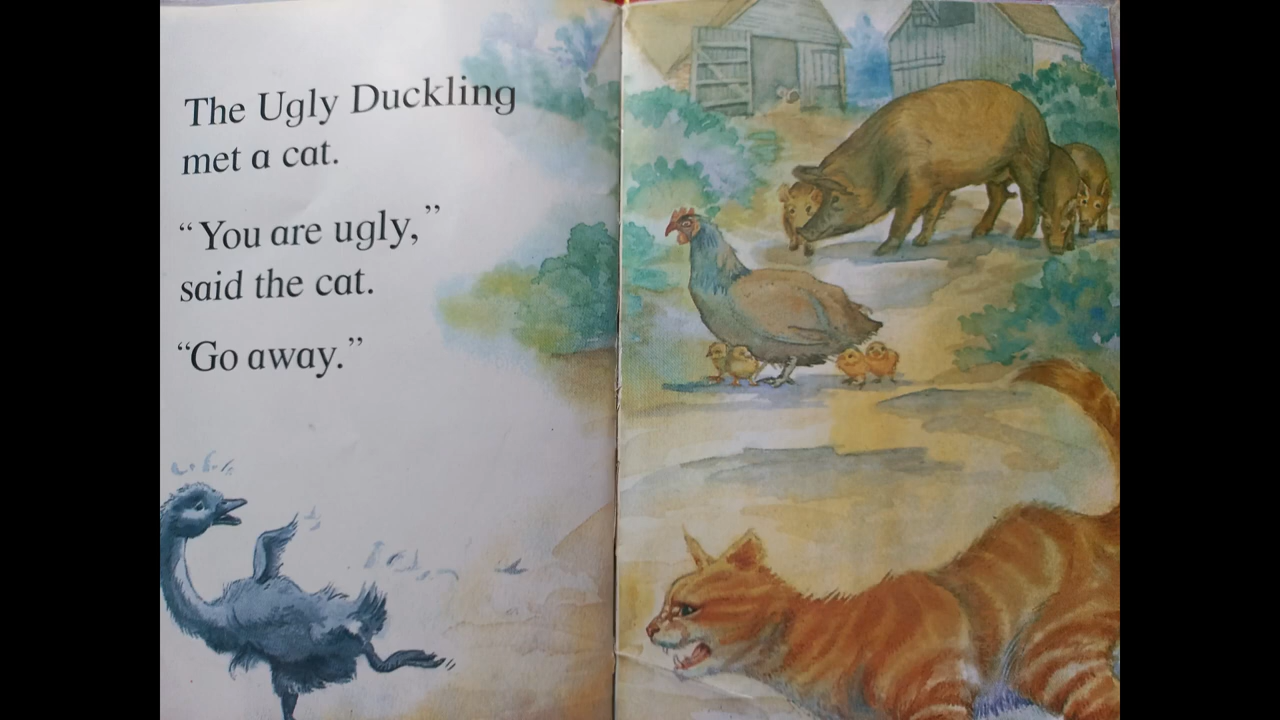 The Ugly Duckling
met a cat.
“You are ugly,”
said the cat.
“Go away.”